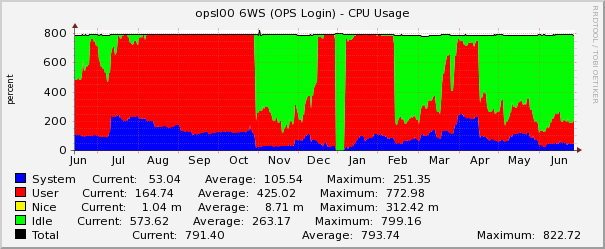 opsl00 6WS (OPS Login) - CPU Usage
RRDTOOL / TOBI OETIKER
percent
800
600
400
200
0
Jun Jul Aug Sep Oct Nov Dec Jan Feb Mar Apr May Jun
System Current: 53.04 Average: 105.54 Maximum: 251.35
User Current: 164.74 Average: 425.02 Maximum: 772.98
Nice Current: 1.04 m Average: 8.71 m Maximum: 312.42 m
Idle Current: 573.62 Average: 263.17 Maximum: 799.16
Total Current: 791.40 Average: 793.74 Maximum: 822.72